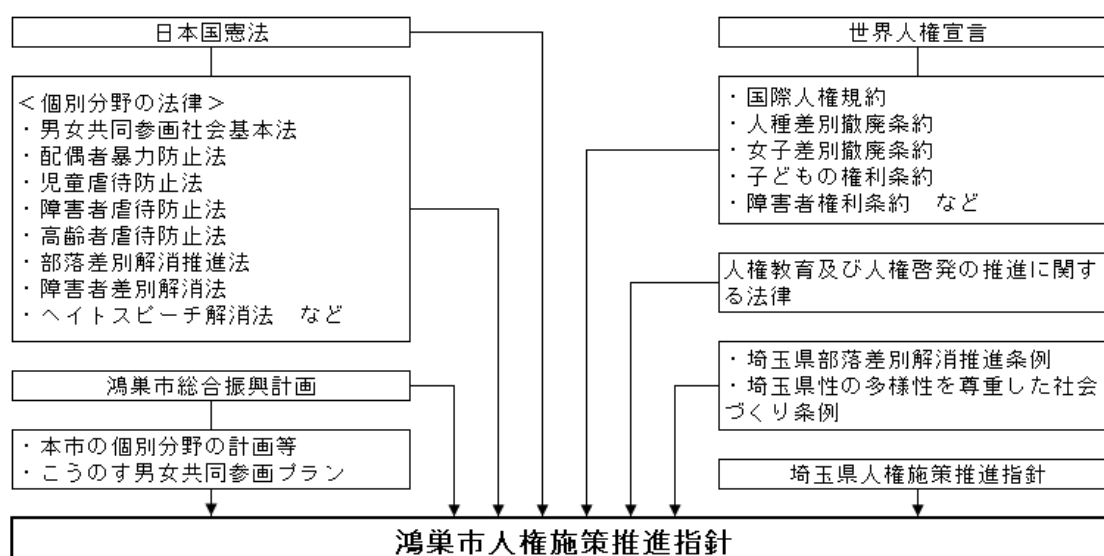 日本国憲法
＜個別分野の法律＞
・男女共同参画社会基本法
・配偶者暴力防止法
・児童虐待防止法
・障害者虐待防止法
・高齢者虐待防止法
・部落差別解消推進法
・障害者差別解消法
・ヘイトスピーチ解消法　など
鴻巣市総合振興計画
・本市の個別分野の計画等
・こうのす男女共同参画プラン
世界人権宣言
・国際人権規約
・人種差別撤廃条約
・女子差別撤廃条約
・子どもの権利条約
・障害者権利条約　など
人権教育及び人権啓発の推進に関す
る法律
・埼玉県部落差別解消推進条例
・埼玉県性の多様性を尊重した社会
づくり条例
埼玉県人権施策推進指針
鴻巣市人権施策推進指針